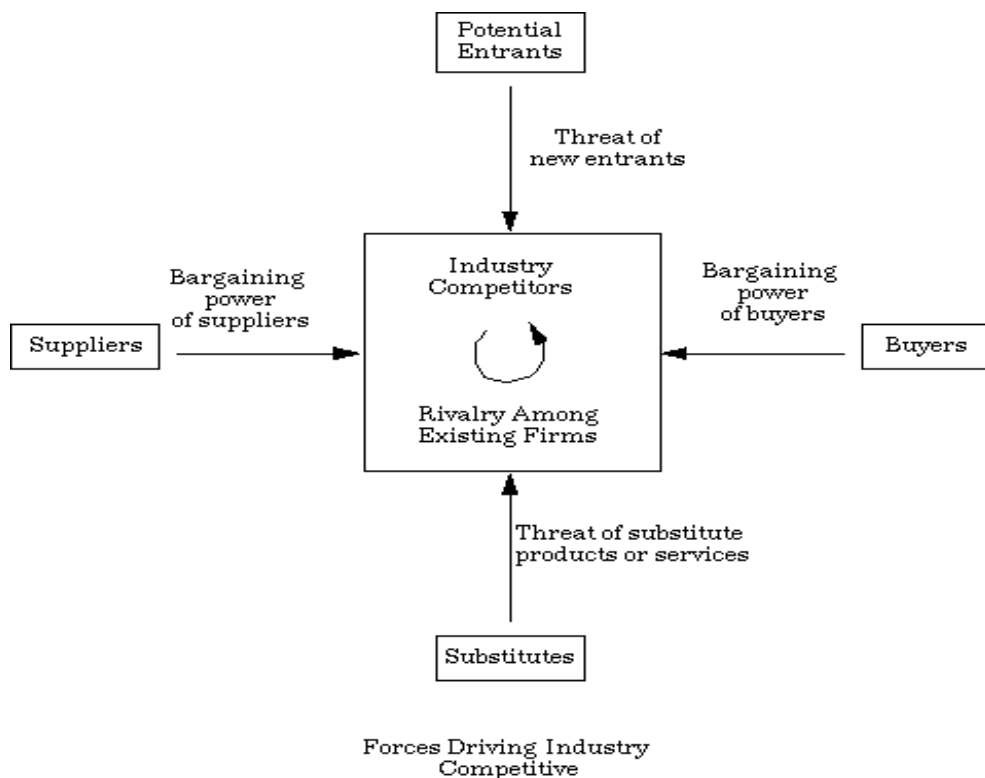 Potential
Entrants
Threat of
new entrants
Industry
Competitors
Bargaining
power
of suppliers
Bargaining
power
of buyers
Suppliers
Buyers
Rivalry Among
Existing Firms
Threat of substitute
products or services
Substitutes
Forces Driving Industry
Competitive